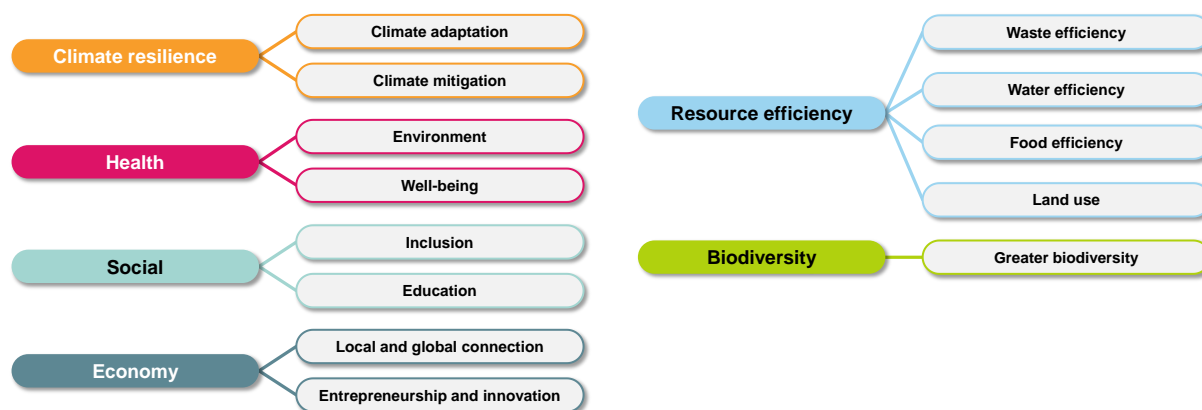 Climate resilience
Climate adaptation
Climate mitigation
Health
Environment
Well-being
Social
Inclusion
Education
Economy
Local and global connection
Entrepreneurship and innovation
Resource efficiency
Waste efficiency
Water efficiency
Food efficiency
Land use
Biodiversity
Greater biodiversity